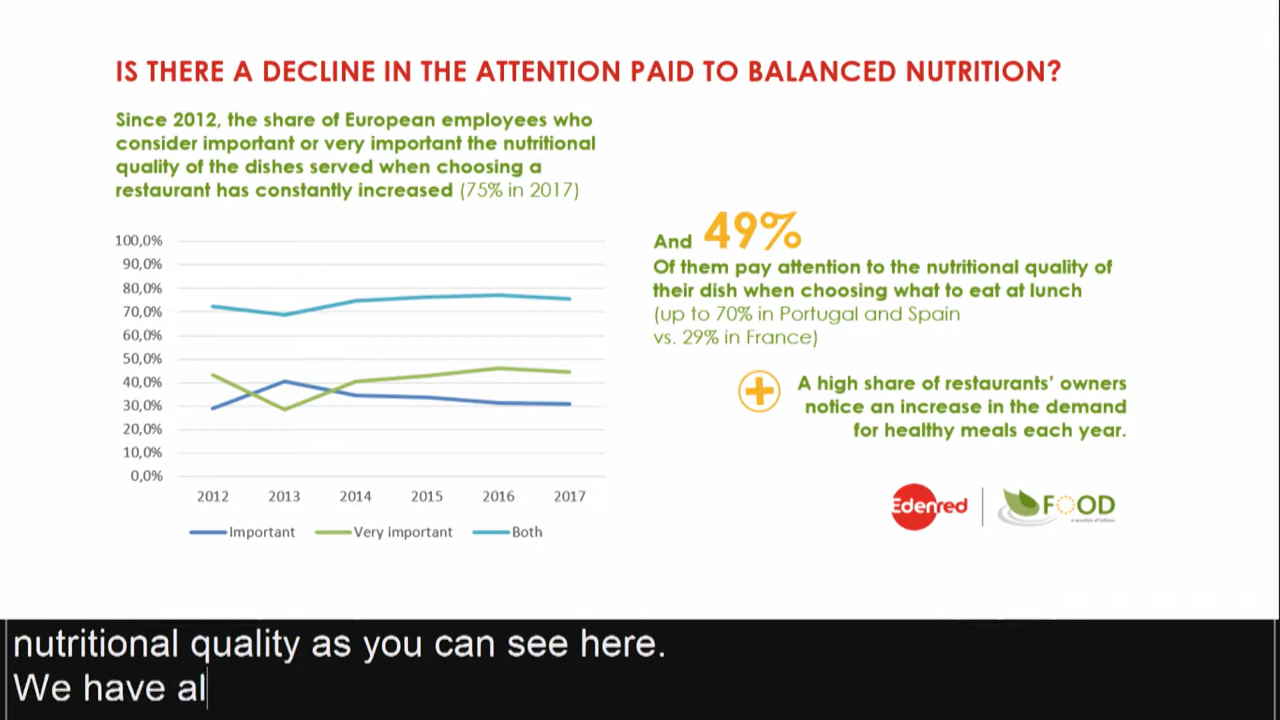 IS THERE A DECLINE IN THE ATTENTION PAID TO BALANCED NUTRITION?
Since 2012, the share of European employees who
consider important or very important the nutritional
quality of the dishes served when choosing a
restaurant has constantly increased (75% in 2017)
100,0%
90,0%
80,0%
70,0%
60,0%
50,0%
40,0%
30,0%
20,0%
10,0%
0,0%
2012 2013 2014 2015 2016 2017
Important Very important Both
And 49%
Of them pay attention to the nutritional quality of
their dish when choosing what to eat at lunch
(up to 70% in Portugal and Spain
vs. 29% in France)
A high share of restaurants' owners
notice an increase in the demand
for healthy meals each year.
Edenred
FOOD
nutritional quality as you can see here.
We have al